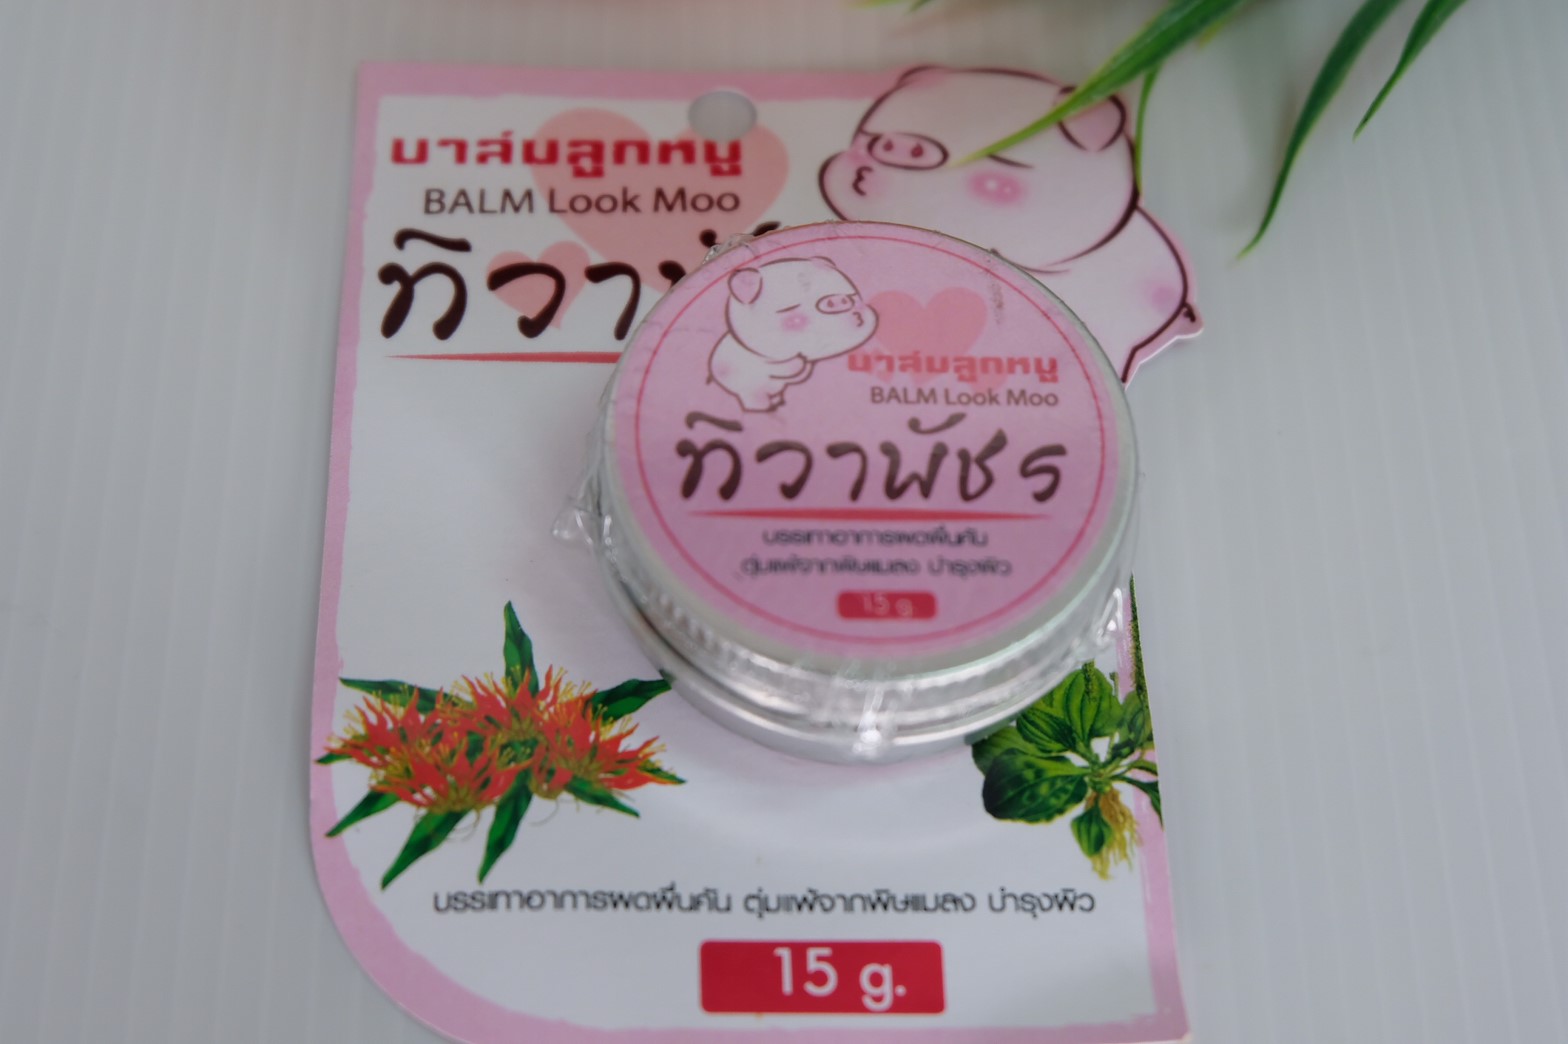 บาล์มลูกหมู
BALM Look Moo
ทิวา
บาล์มลูกหมู
BALM Look Moo
ทิวาพัชร
บรรเทาอาการผดผื่นคัน
ตุ่มแพ้จากพิษแมลง บำรุงผิว
15 g.
บรรเทาอาการผดผื่นคัน ตุ่มแพ้จากพิษแมลง บำรุงผิว
15 g.